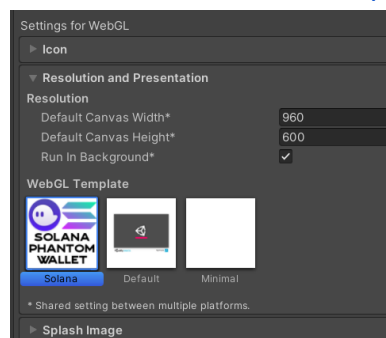 Settings for WebGL
Icon
Resolution and Presentation
Resolution
Default Canvas Width* 960
Default Canvas Height* 600
Run In Background*
WebGL Template
SOLANA
PHANTOM
WALLET
Solana Default Minimal
* Shared setting between multiple platforms.
Splash Image